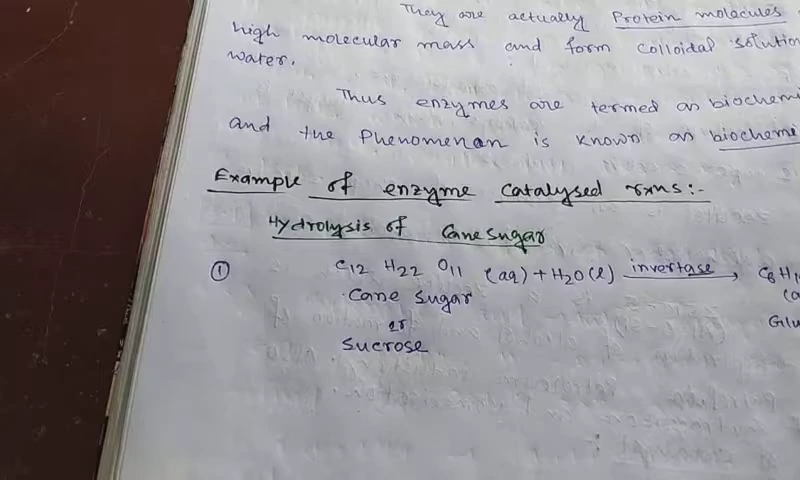 They are actually Protein molecules
high molecular mass and form colloidal solution
water.
Thus enzymes are termed as biochemi
and the Phenomenon is known as biochemi
Example of enzyme Catalysed rxns:-
Hydrolysis of Cane sugar
① C12 H22 O11 (aq) + H2O (l) invertase → C6H1
Cane Sugar (a
or Glu
Sucrose